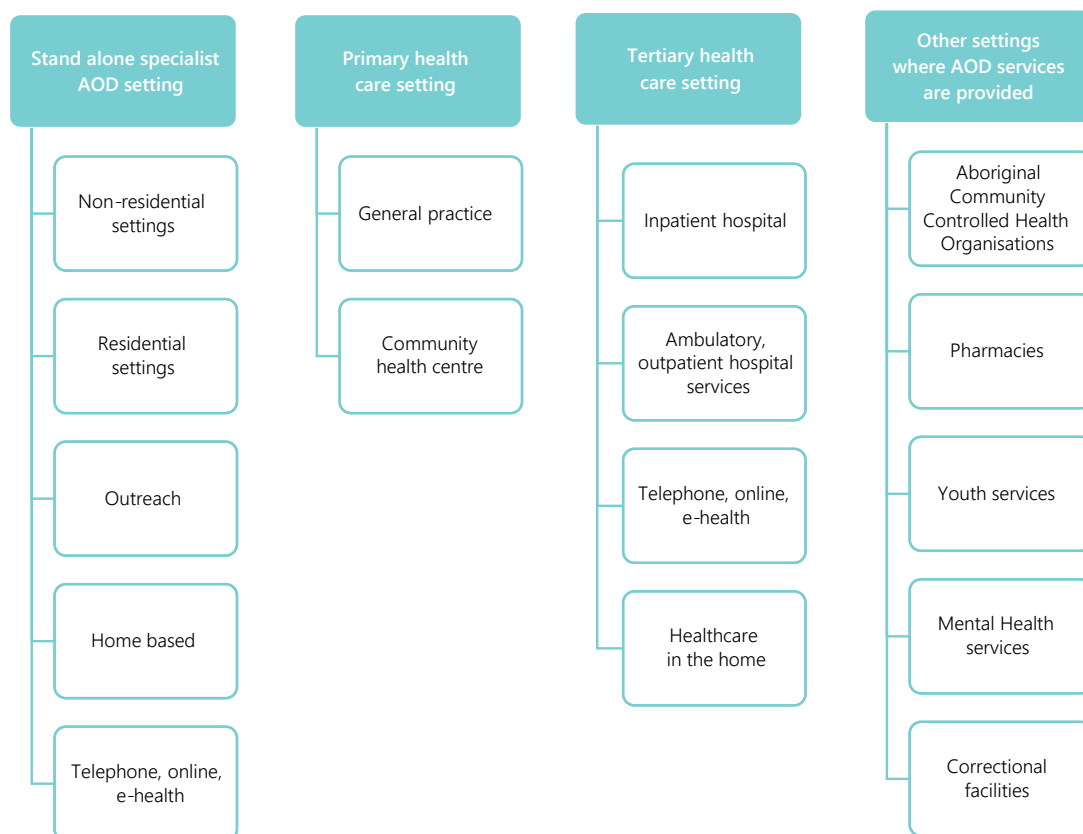 Stand alone specialist
AOD setting
Non-residential
settings
Residential
settings
Outreach
Home based
Telephone, online,
e-health
Primary health
care setting
General practice
Community
health centre
Tertiary health
care setting
Inpatient hospital
Ambulatory,
outpatient hospital
services
Telephone, online,
e-health
Healthcare
in the home
Other settings
where AOD services
are provided
Aboriginal
Community
Controlled Health
Organisations
Pharmacies
Youth services
Mental Health
services
Correctional
facilities